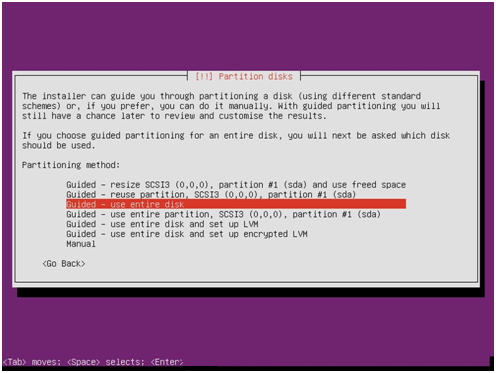 [!!] Partition disks
The installer can guide you through partitioning a disk (using different standard
schemes) or, if you prefer, you can do it manually. With guided partitioning you will
still have a chance later to review and customise the results.
If you choose guided partitioning for an entire disk, you will next be asked which disk
should be used.
Partitioning method:
Guided - resize SCSI3 (0,0,0), partition #1 (sda) and use freed space
Guided - reuse partition, SCSI3 (0,0,0), partition #1 (sda)
Guided - use entire disk
Guided - use entire partition, SCSI3 (0,0,0), partition #1 (sda)
Guided - use entire disk and set up LVM
Guided - use entire disk and set up encrypted LVM
Manual
<Go Back>
<Tab> moves; <Space> selects; <Enter>